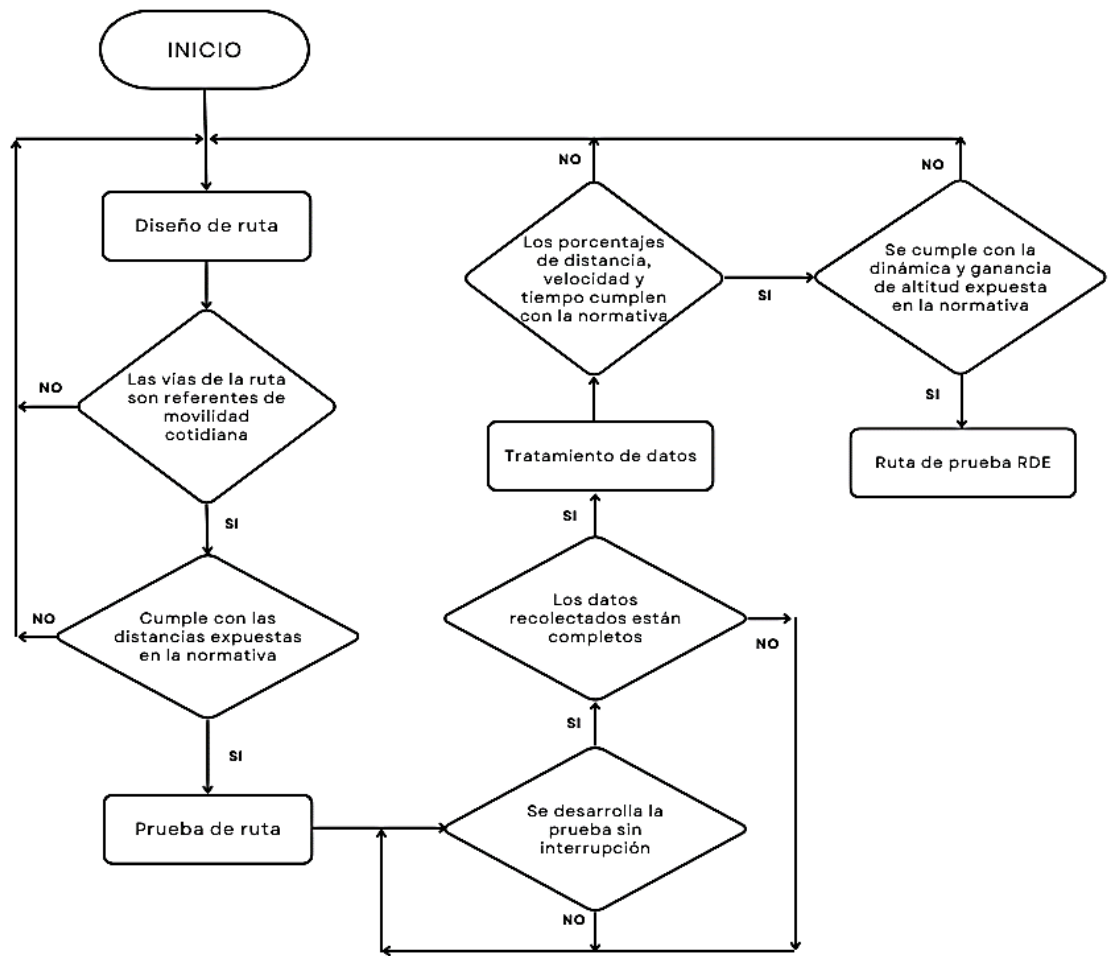 INICIO
Diseño de ruta
Las vías de la ruta
son referentes de
movilidad
cotidiana
NO
SI
Cumple con las
distancias expuestas
en la normativa
NO
SI
Prueba de ruta
Se desarrolla la
prueba sin
interrupción
NO
SI
Los datos
recolectados están
completos
NO
SI
Tratamiento de datos
Los porcentajes
de distancia,
velocidad y
tiempo cumplen
con la normativa
NO
SI
Se cumple con la
dinámica y ganancia
de altitud expuesta
en la normativa
NO
SI
Ruta de prueba RDE